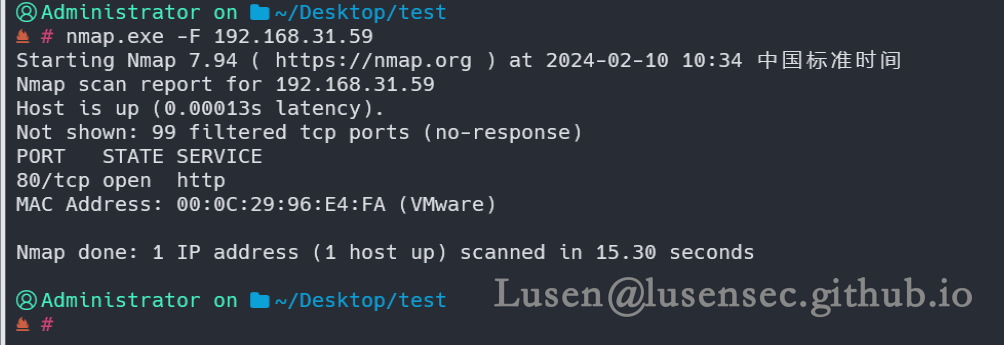 Administrator on ~/Desktop/test
# nmap.exe -F 192.168.31.59
Starting Nmap 7.94 ( https://nmap.org ) at 2024-02-10 10:34 中国标准时间
Nmap scan report for 192.168.31.59
Host is up (0.00013s latency).
Not shown: 99 filtered tcp ports (no-response)
PORT   STATE SERVICE
80/tcp open  http
MAC Address: 00:0C:29:96:E4:FA (VMware)
Nmap done: 1 IP address (1 host up) scanned in 15.30 seconds
Administrator on ~/Desktop/test
Lusen@lusensec.github.io
#